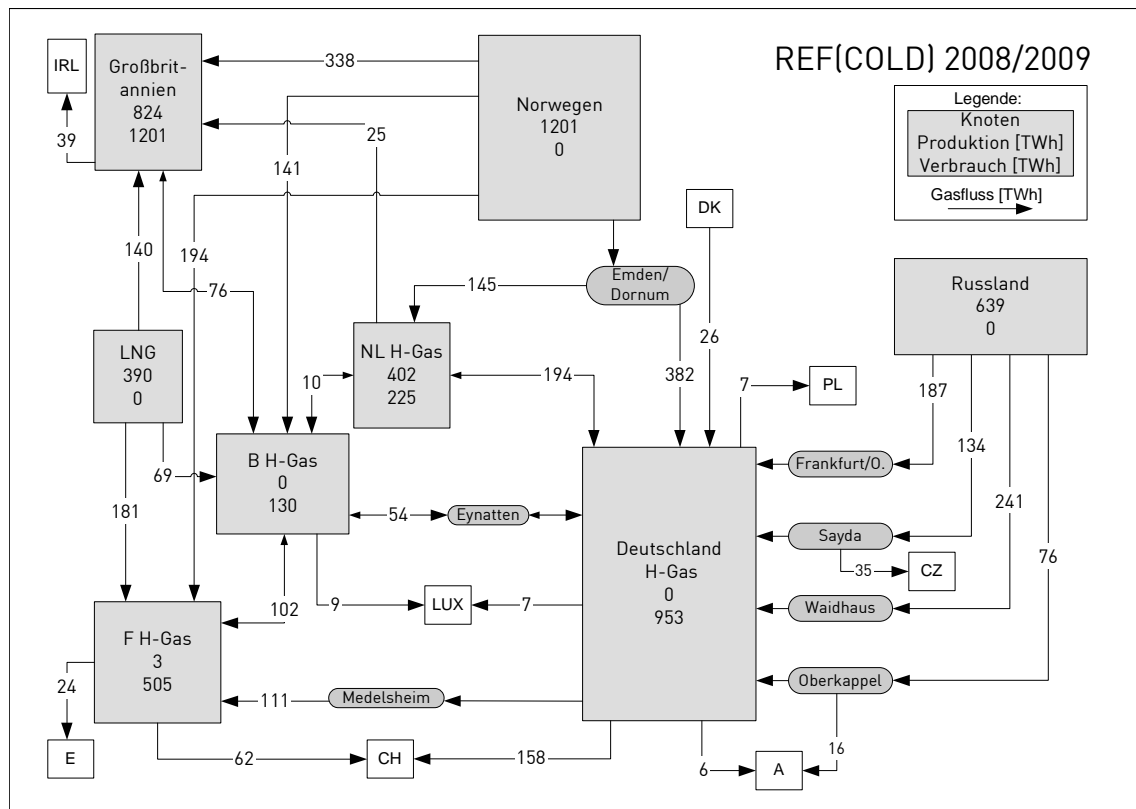 REF(COLD) 2008/2009
Legende:
Knoten
Produktion [TWh]
Verbrauch [TWh]
Gasfluss [TWh]
IRL
Großbrit-
annien
824
1201
338
Norwegen
1201
0
39
25
141
DK
140
194
76
145
Emden/
Dornum
Russland
639
0
LNG
390
0
NL H-Gas
402
225
10
194
382
26
7
PL
187
134
241
76
B H-Gas
0
130
69
181
Frankfurt/O.
54
Eynatten
Deutschland
H-Gas
0
953
Sayda
35
CZ
102
9
LUX
7
Waidhaus
F H-Gas
3
505
24
111
Medelsheim
Oberkappel
E
62
CH
158
6
A
16